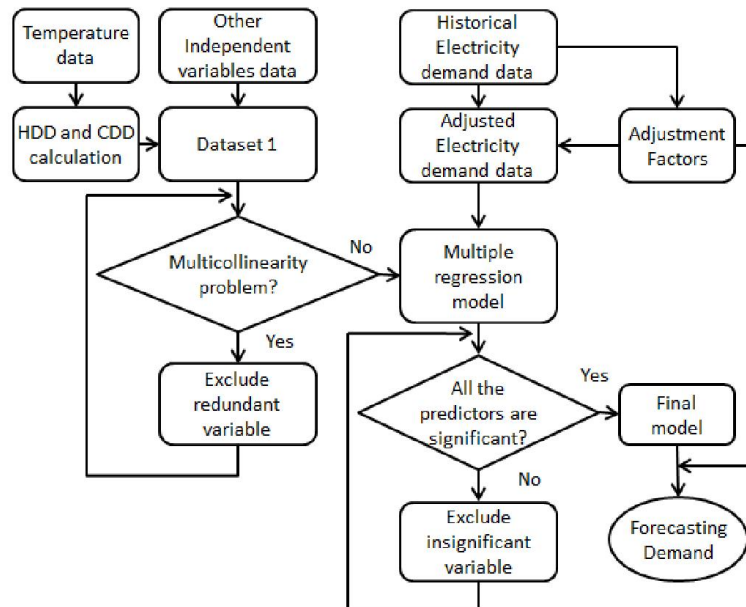 Temperature
data
Other
Independent
variables data
Historical
Electricity
demand data
HDD and CDD
calculation
Dataset 1
Adjusted
Electricity
demand data
Adjustment
Factors
Multicollinearity
problem?
No
Yes
Multiple
regression
model
Exclude
redundant
variable
All the
predictors are
significant?
Yes
No
Final
model
Exclude
insignificant
variable
Forecasting
Demand